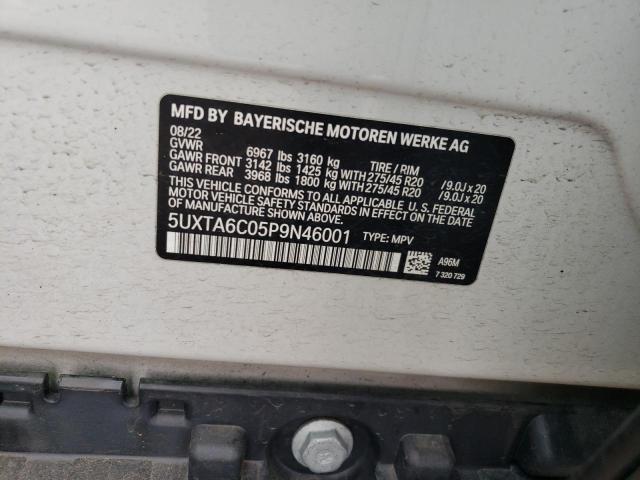 MFD BY BAYERISCHE MOTOREN WERKE AG
08/22
GVWR 6967 lbs 3160 kg TIRE / RIM
GAWR FRONT 3142 lbs 1425 kg WITH 275/45 R20 /9.0J x 20
GAWR REAR 3968 lbs 1800 kg WITH 275/45 R20 /9.0J x 20
THIS VEHICLE CONFORMS TO ALL APPLICABLE U.S. FEDERAL
MOTOR VEHICLE SAFETY STANDARDS IN EFFECT ON THE
DATE OF MANUFACTURE SHOWN ABOVE.
5UXTA6C05P9N46001 TYPE: MPV
A96M
7 320 729